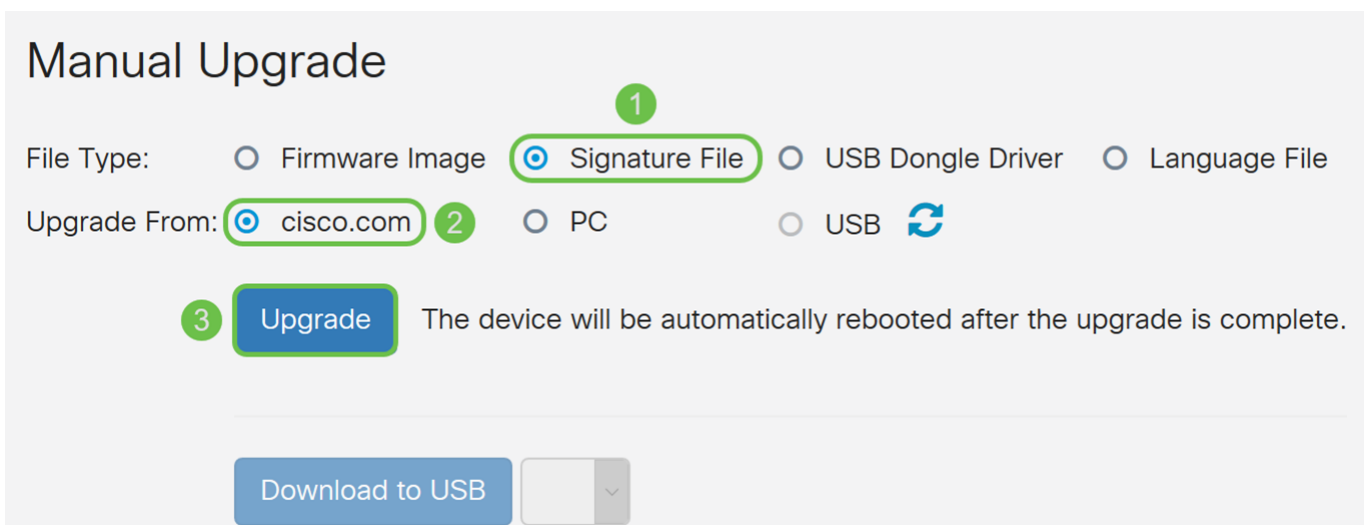 Manual Upgrade
1
File Type: Firmware Image Signature File USB Dongle Driver Language File
Upgrade From: cisco.com 2 PC USB
3 Upgrade The device will be automatically rebooted after the upgrade is complete.
Download to USB